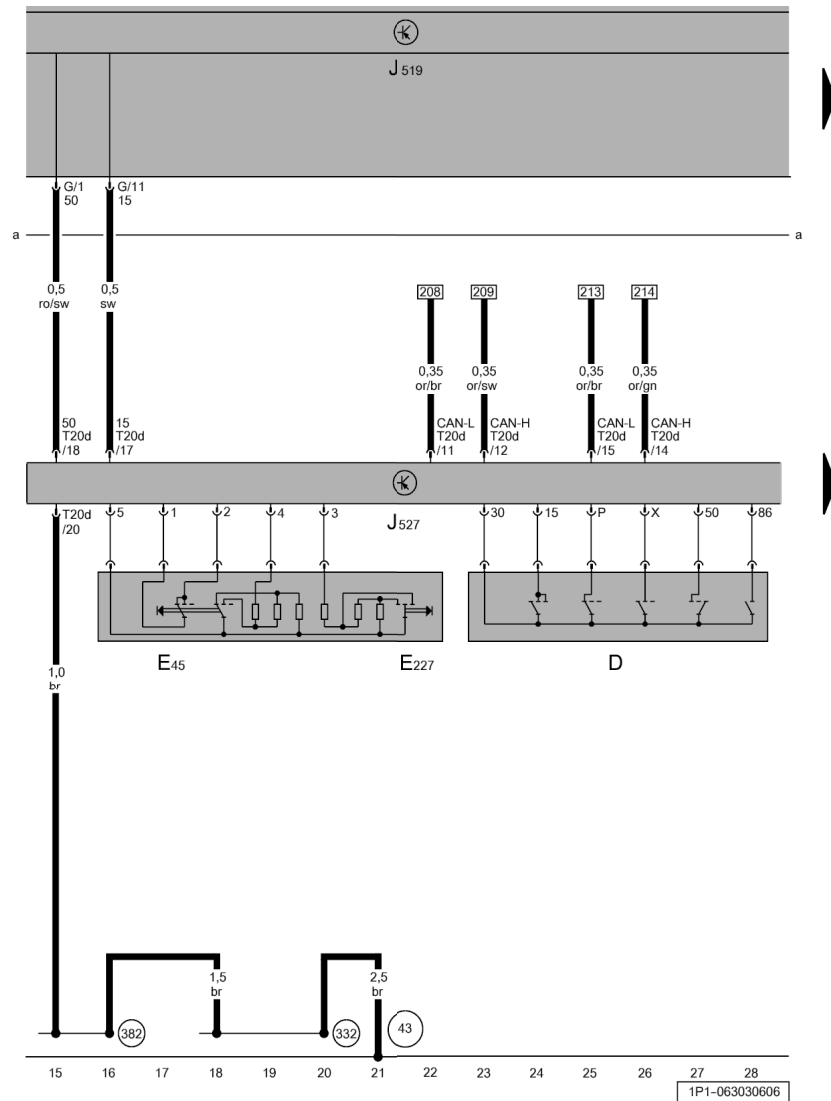 J 519
G/1
50
G/11
15
a
a
0,5
ro/sw
0,5
sw
208
209
213
214
0,35
or/br
0,35
or/sw
0,35
or/br
0,35
or/gn
50
T20d
/18
15
T20d
/17
CAN-L
T20d
/11
CAN-H
T20d
/12
CAN-L
T20d
/15
CAN-H
T20d
/14
T20d
/20
5
1
2
4
3
J 527
30
15
P
X
50
86
E45
E227
D
1,0
br
1,5
br
2,5
br
382
332
43
15 16 17 18 19 20 21 22 23 24 25 26 27 28
1P1-063030606